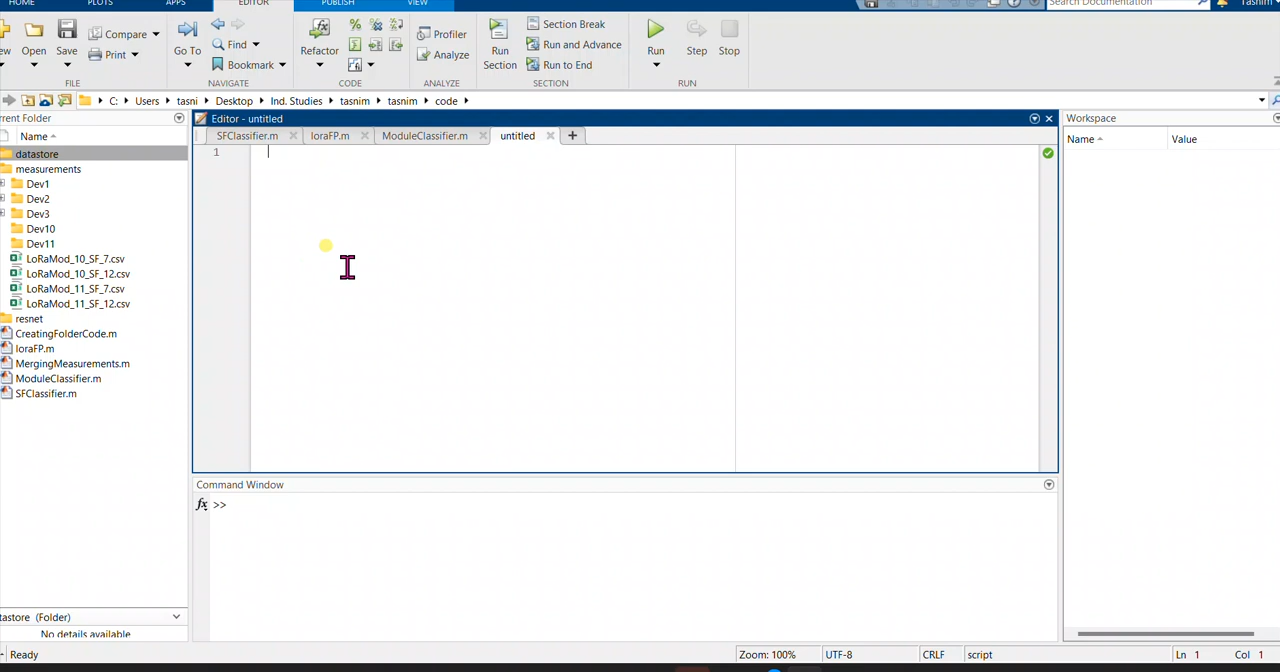 HOME PLOTS APPS EDITOR PUBLISH VIEW Search Documentation Tasnim
Open Save Compare Print FILE
Go To Find Bookmark NAVIGATE
Refactor CODE
Profiler Analyze ANALYZE
Run Section Section Break Run and Advance Run to End SECTION
Run Step Stop RUN
C: Users tasni Desktop Ind. Studies tasnim tasnim code
rrent Folder
Name
datastore
measurements
Dev1
Dev2
Dev3
Dev10
Dev11
LoRaMod_10_SF_7.csv
LoRaMod_10_SF_12.csv
LoRaMod_11_SF_7.csv
LoRaMod_11_SF_12.csv
resnet
CreatingFolderCode.m
loraFP.m
MergingMeasurements.m
ModuleClassifier.m
SFClassifier.m
tastore (Folder)
No details available
Editor - untitled
SFClassifier.m loraFP.m ModuleClassifier.m untitled +
1
Command Window
fx >>
Workspace
Name Value
Ready Zoom: 100% UTF-8 CRLF script Ln 1 Col 1